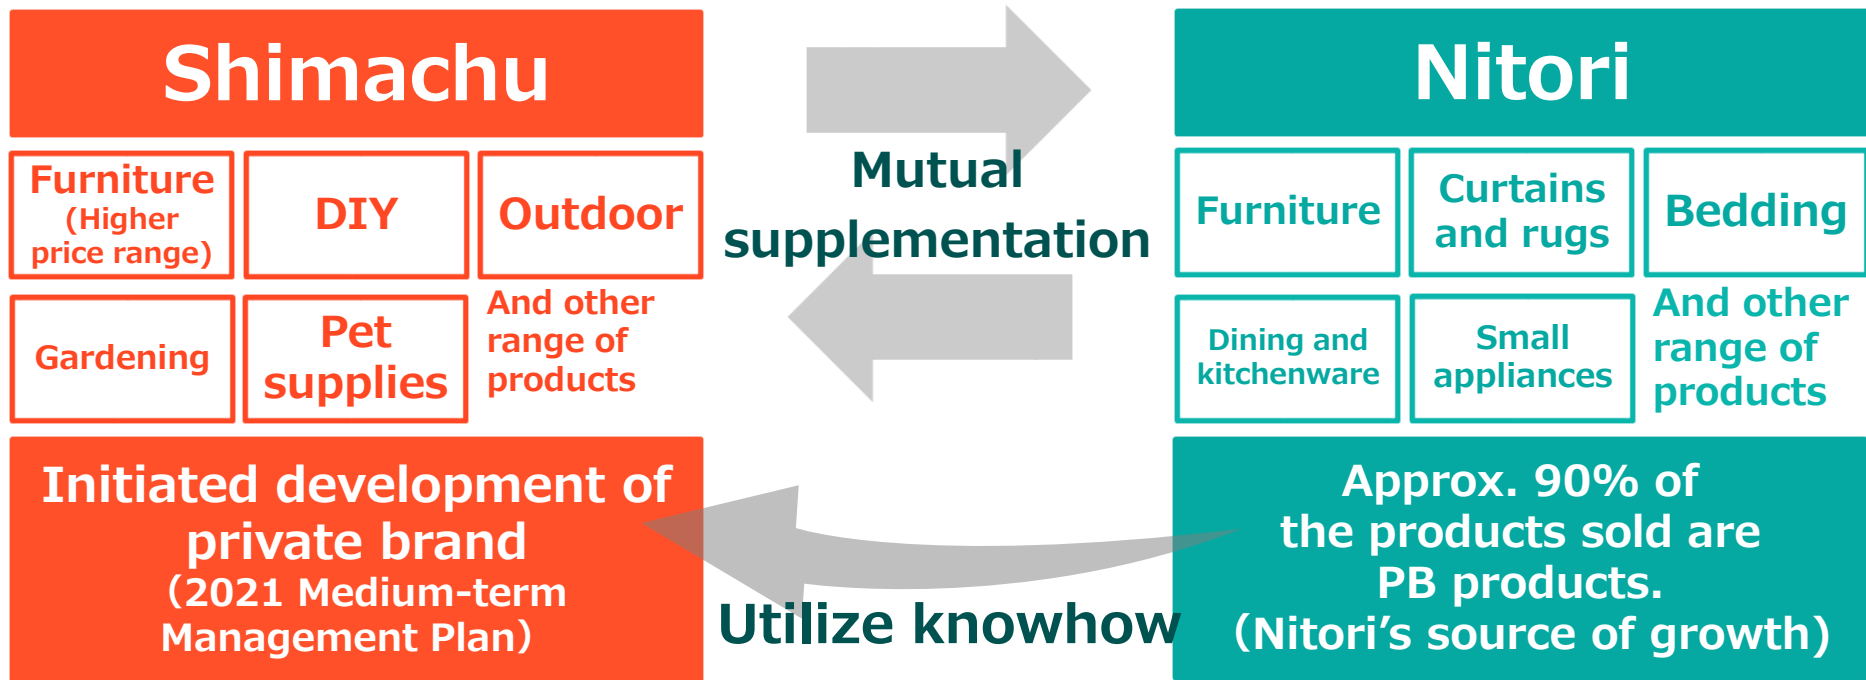 Shimachu
Furniture
(Higher
price range)
DIY
Outdoor
Gardening
Pet
supplies
And other
range of
products
Initiated development of
private brand
(2021 Medium-term
Management Plan)
Mutual
supplementation
Utilize knowhow
Nitori
Furniture
Curtains
and rugs
Bedding
Dining and
kitchenware
Small
appliances
And other
range of
products
Approx. 90% of
the products sold are
PB products.
(Nitori’s source of growth)